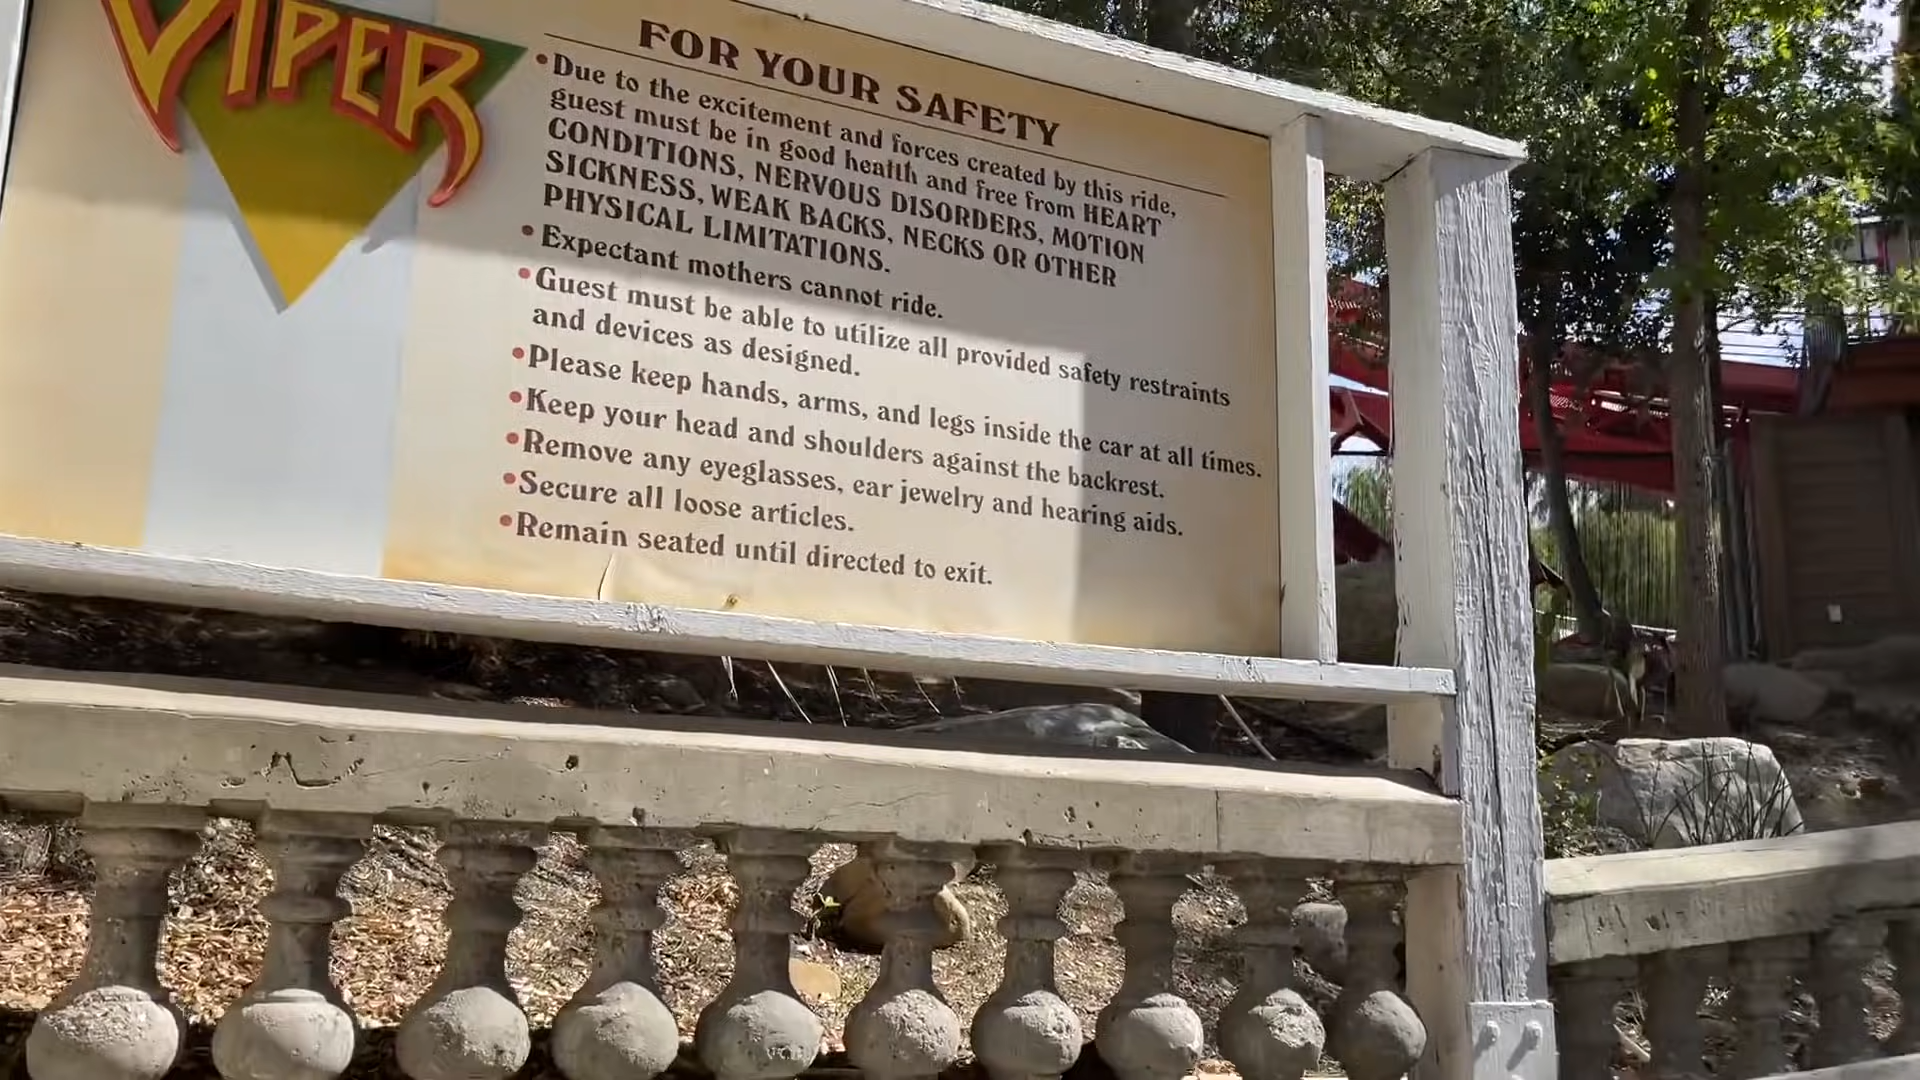 VIPER
FOR YOUR SAFETY
•Due to the excitement and forces created by this ride,
guest must be in good health and free from HEART
CONDITIONS, NERVOUS DISORDERS, MOTION
SICKNESS, WEAK BACKS, NECKS OR OTHER
PHYSICAL LIMITATIONS.
•Expectant mothers cannot ride.
•Guest must be able to utilize all provided safety restraints
and devices as designed.
•Please keep hands, arms, and legs inside the car at all times.
•Keep your head and shoulders against the backrest.
•Remove any eyeglasses, ear jewelry and hearing aids.
•Secure all loose articles.
•Remain seated until directed to exit.